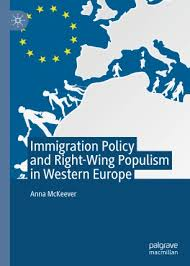 Immigration Policy
and Right-Wing Populism
in Western Europe
Anna McKeever
palgrave
macmillan